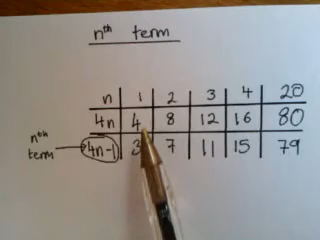 nth term
n 1 2 3 4 20
4n 4 8 12 16 80
nth term 4n-1 3 7 11 15 79